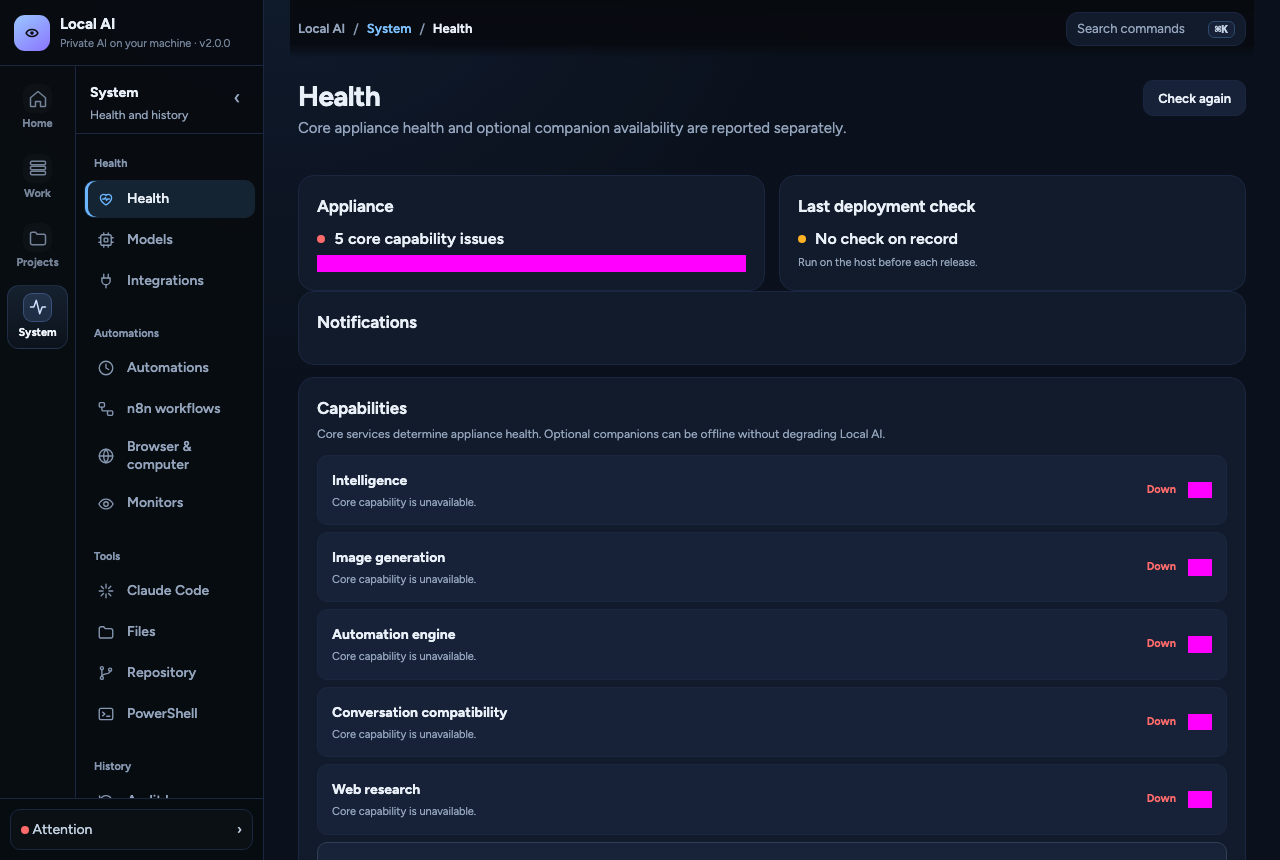 Local AI
Private AI on your machine · v2.0.0
Home
Work
Projects
System
System
Health and history
Health
Health
Models
Integrations
Automations
Automations
n8n workflows
Browser &
computer
Monitors
Tools
Claude Code
Files
Repository
PowerShell
History
Attention
Local AI / System / Health
Search commands ⌘K
Health
Core appliance health and optional companion availability are reported separately.
Check again
Appliance
5 core capability issues
Last deployment check
No check on record
Run on the host before each release.
Notifications
Capabilities
Core services determine appliance health. Optional companions can be offline without degrading Local AI.
Intelligence
Core capability is unavailable.
Down
Image generation
Core capability is unavailable.
Down
Automation engine
Core capability is unavailable.
Down
Conversation compatibility
Core capability is unavailable.
Down
Web research
Core capability is unavailable.
Down